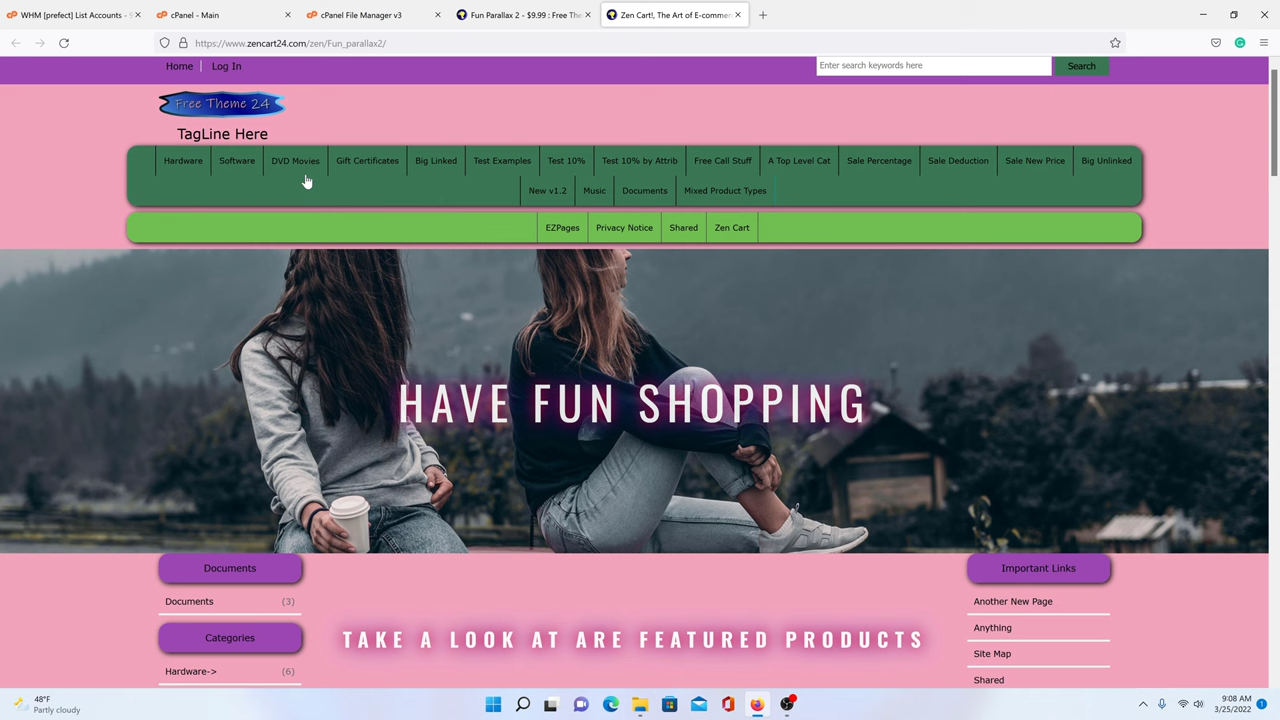 WHM [prefect] List Accounts - 9
cPanel - Main
cPanel File Manager v3
Fun Parallax 2 - $9.99 : Free The
Zen Cart!, The Art of E-commer
https://www.zencart24.com/zen/Fun_parallax2/
Home
Log In
Enter search keywords here
Search
Free Theme 24
TagLine Here
Hardware
Software
DVD Movies
Gift Certificates
Big Linked
Test Examples
Test 10%
Test 10% by Attrib
Free Call Stuff
A Top Level Cat
Sale Percentage
Sale Deduction
Sale New Price
Big Unlinked
New v1.2
Music
Documents
Mixed Product Types
EZPages
Privacy Notice
Shared
Zen Cart
HAVE FUN SHOPPING
Documents
Important Links
Documents
(3)
Another New Page
Categories
Anything
TAKE A LOOK AT ARE FEATURED PRODUCTS
Site Map
Hardware->
(6)
Shared
48°F
Partly cloudy
9:08 AM
3/25/2022